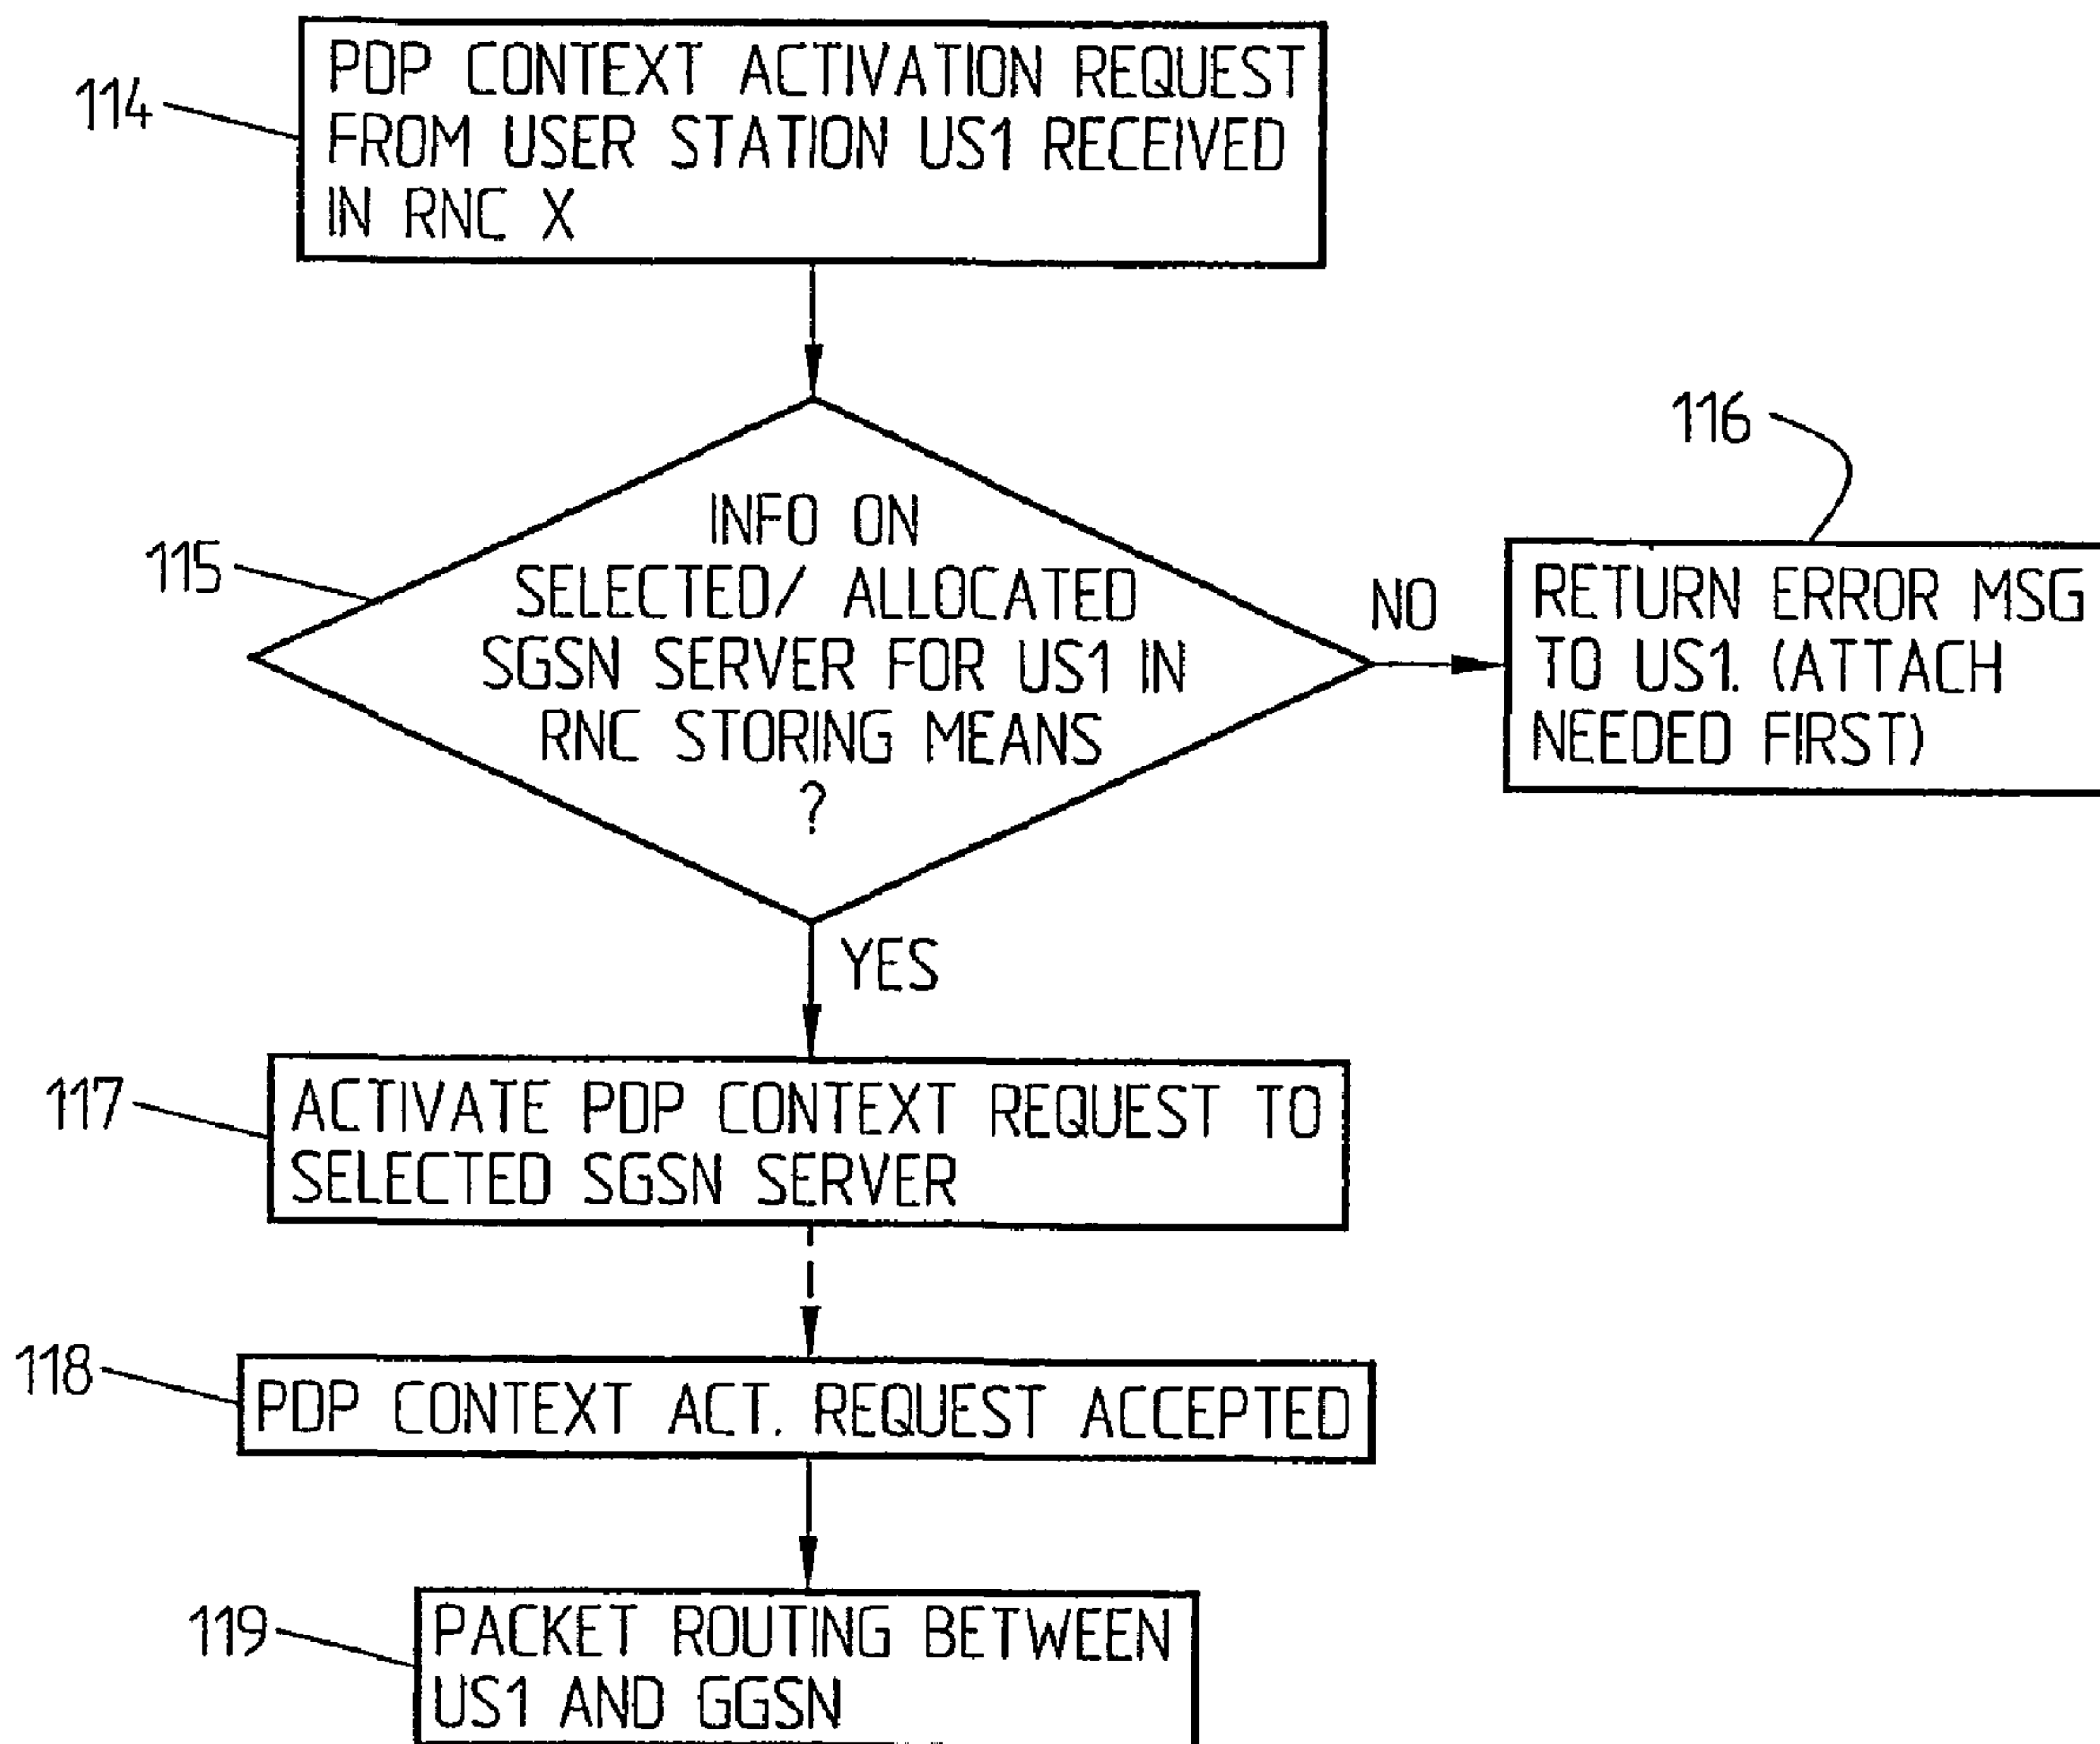 114
PDP CONTEXT ACTIVATION REQUEST
FROM USER STATION US1 RECEIVED
IN RNC X
115
INFO ON
SELECTED/ ALLOCATED
SGSN SERVER FOR US1 IN
RNC STORING MEANS
?
NO
116
RETURN ERROR MSG
TO US1. (ATTACH
NEEDED FIRST)
YES
117
ACTIVATE PDP CONTEXT REQUEST TO
SELECTED SGSN SERVER
118
PDP CONTEXT ACT. REQUEST ACCEPTED
119
PACKET ROUTING BETWEEN
US1 AND GGSN